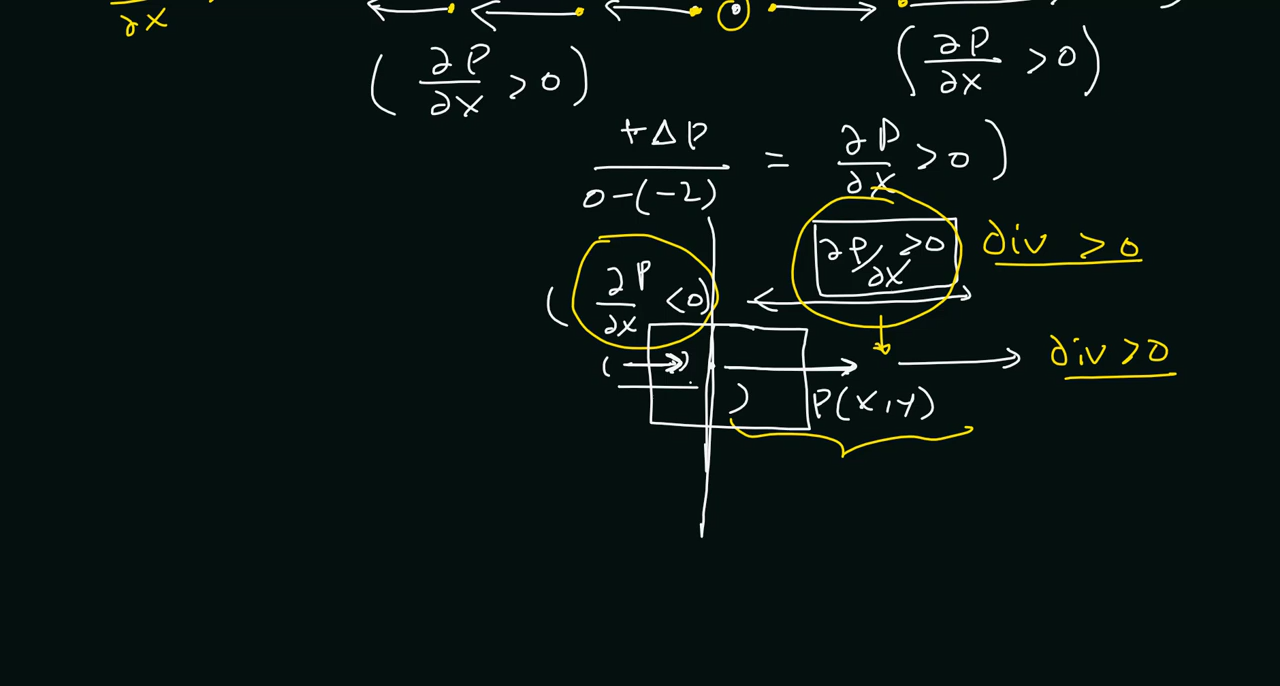 ∂x
( ∂P/∂x > 0 ) ( ∂P/∂x > 0 )
+ΔP / 0-(-2) = ∂P/∂x > 0 )
∂P/∂x > 0 div > 0
( ∂P/∂x < 0 )
( ) div > 0
) P(x,y)